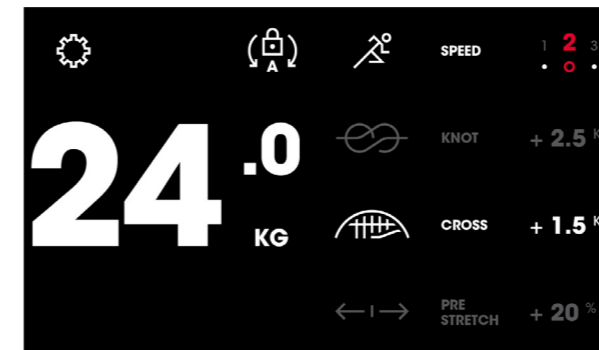 A
SPEED 1 2 3
24.0 KG
KNOT + 2.5 K
CROSS + 1.5 K
PRE
STRETCH + 20 %